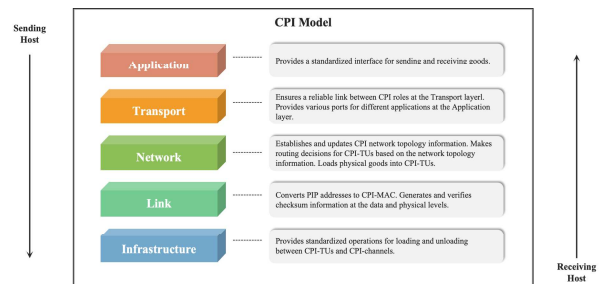 Sending
Host
CPI Model
Application
Provides a standardized interface for sending and receiving goods.
Transport
Ensures a reliable link between CPI roles at the Transport layerl.
Provides various ports for different applications at the Application
layer.
Network
Establishes and updates CPI network topology information. Makes
routing decisions for CPI-TUs based on the network topology
information. Loads physical goods into CPI-TUs.
Link
Converts PIP addresses to CPI-MAC. Generates and verifies
checksum information at the data and physical levels.
Infrastructure
Provides standardized operations for loading and unloading
between CPI-TUs and CPI-channels.
Receiving
Host